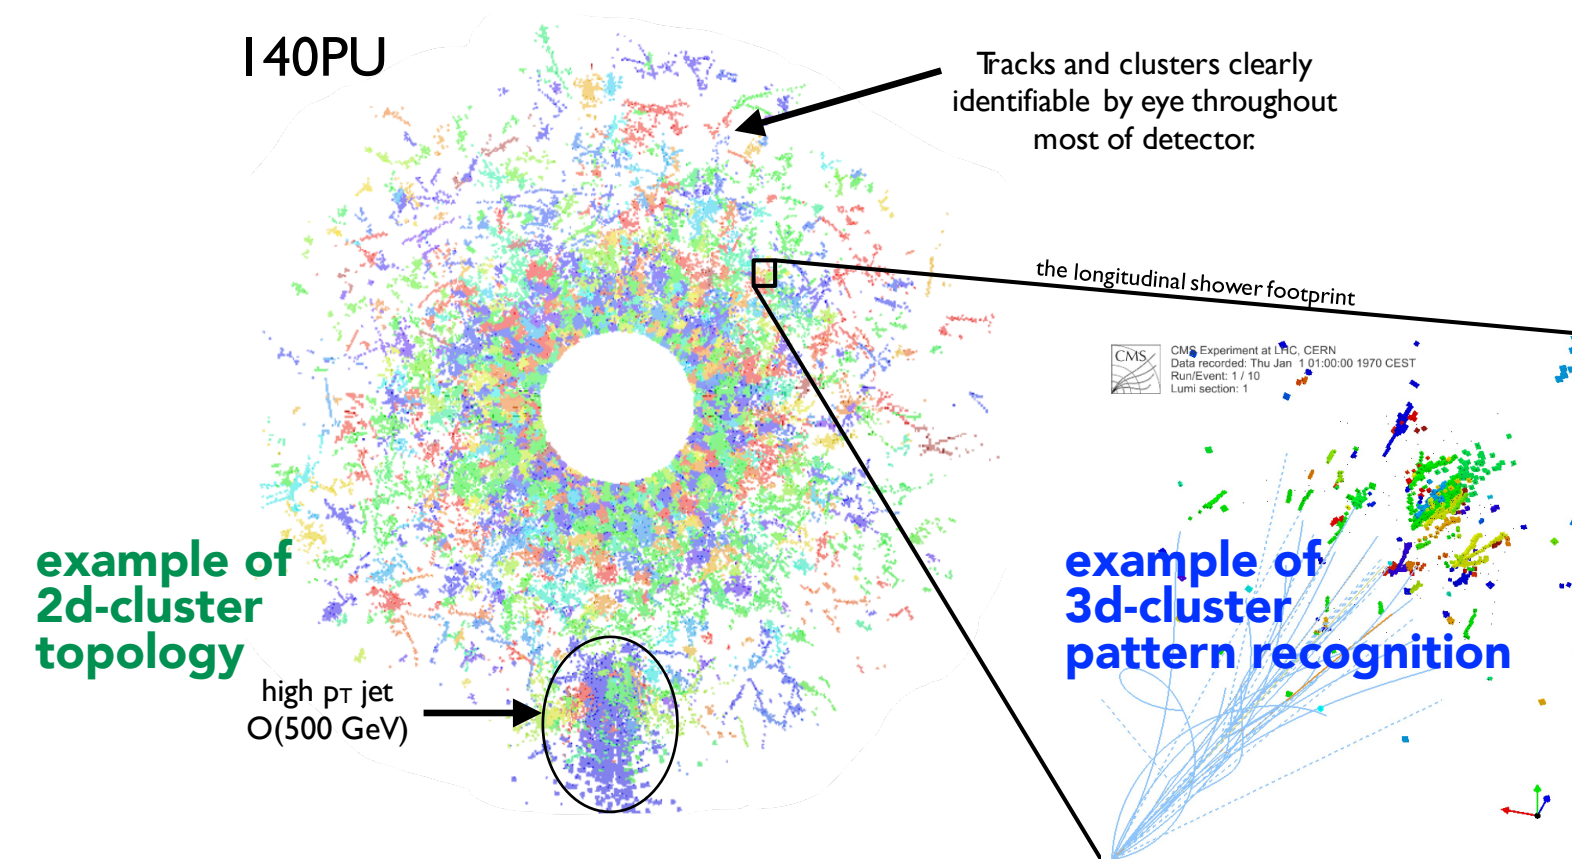 140PU
Tracks and clusters clearly
identifiable by eye throughout
most of detector.
the longitudinal shower footprint
CMS
CMS Experiment at LHC, CERN
Data recorded: Thu Jan 1 01:00:00 1970 CEST
Run/Event: 1 / 10
Lumi section: 1
example of
2d-cluster
topology
example of
3d-cluster
pattern recognition
high pT jet
O(500 GeV)